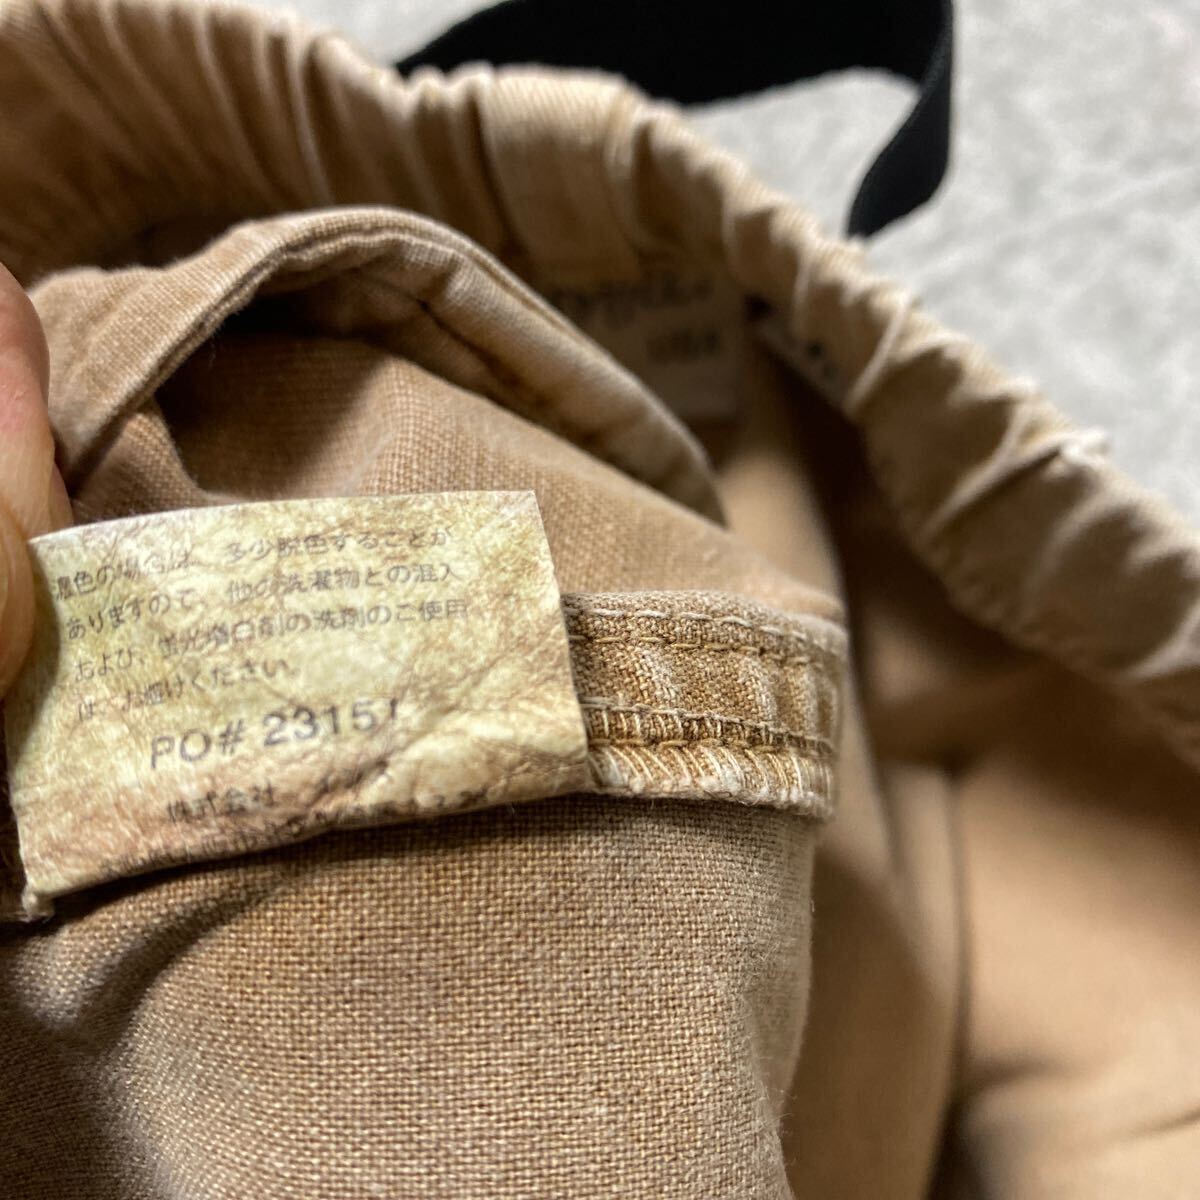 濃色の場合は、多少脱色することが
ありますので、他の洗濯物との混入
および、蛍光増白剤の洗剤のご使用
は、お避けください。
PO# 23151
株式会社
USA